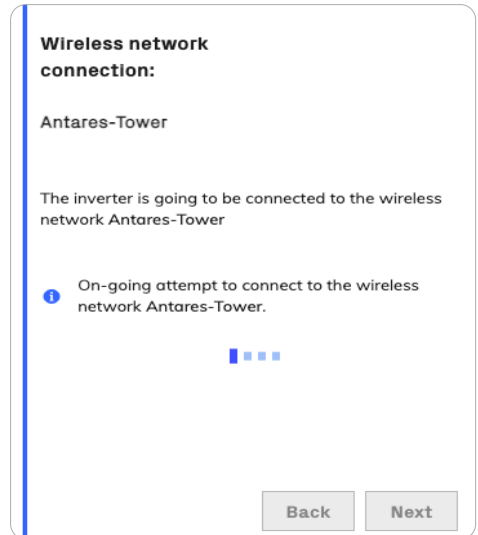 Wireless network
connection:
Antares-Tower
The inverter is going to be connected to the wireless
network Antares-Tower
On-going attempt to connect to the wireless
network Antares-Tower.
Back
Next